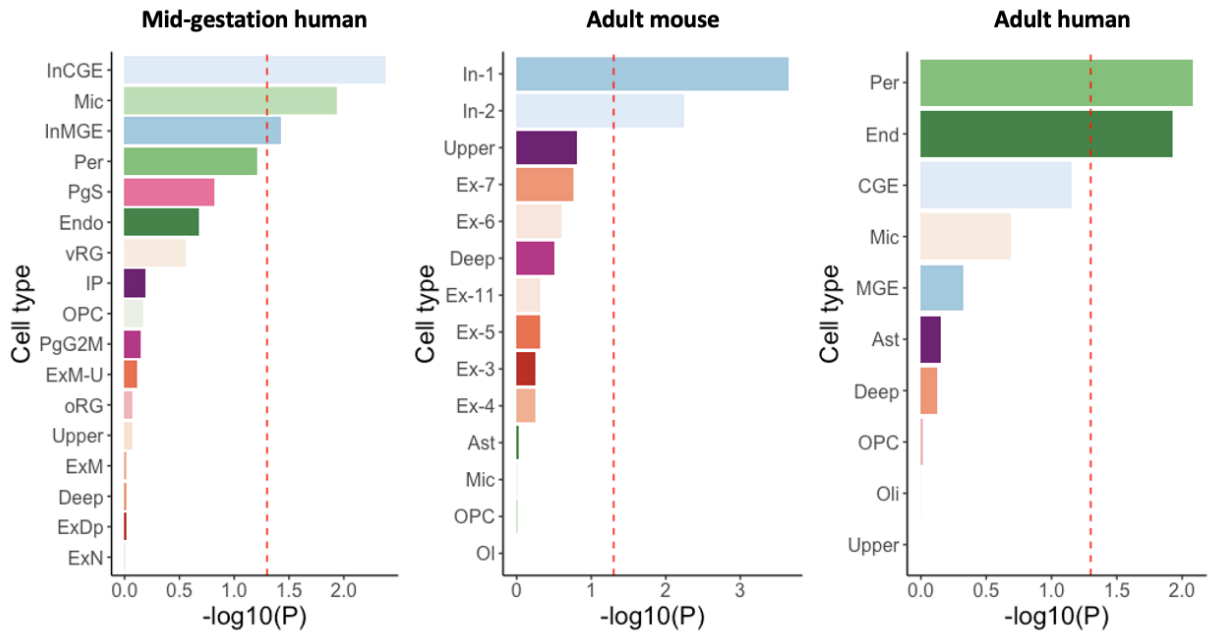 Mid-gestation human
Adult mouse
Adult human
Cell type
InCGE
Mic
InMGE
Per
PgS
Endo
vRG
IP
OPC
PgG2M
ExM-U
oRG
Upper
ExM
Deep
ExDp
ExN
0.0 0.5 1.0 1.5 2.0
-log10(P)
Cell type
In-1
In-2
Upper
Ex-7
Ex-6
Deep
Ex-11
Ex-5
Ex-3
Ex-4
Ast
Mic
OPC
Ol
0 1 2 3
-log10(P)
Cell type
Per
End
CGE
Mic
MGE
Ast
Deep
OPC
Oli
Upper
0.0 0.5 1.0 1.5 2.0
-log10(P)